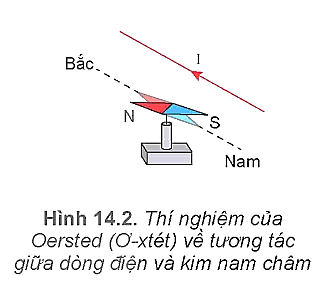 I
Bắc
N
S
Nam
Hình 14.2. Thí nghiệm của
Oersted (Ơ-xtét) về tương tác
giữa dòng điện và kim nam châm